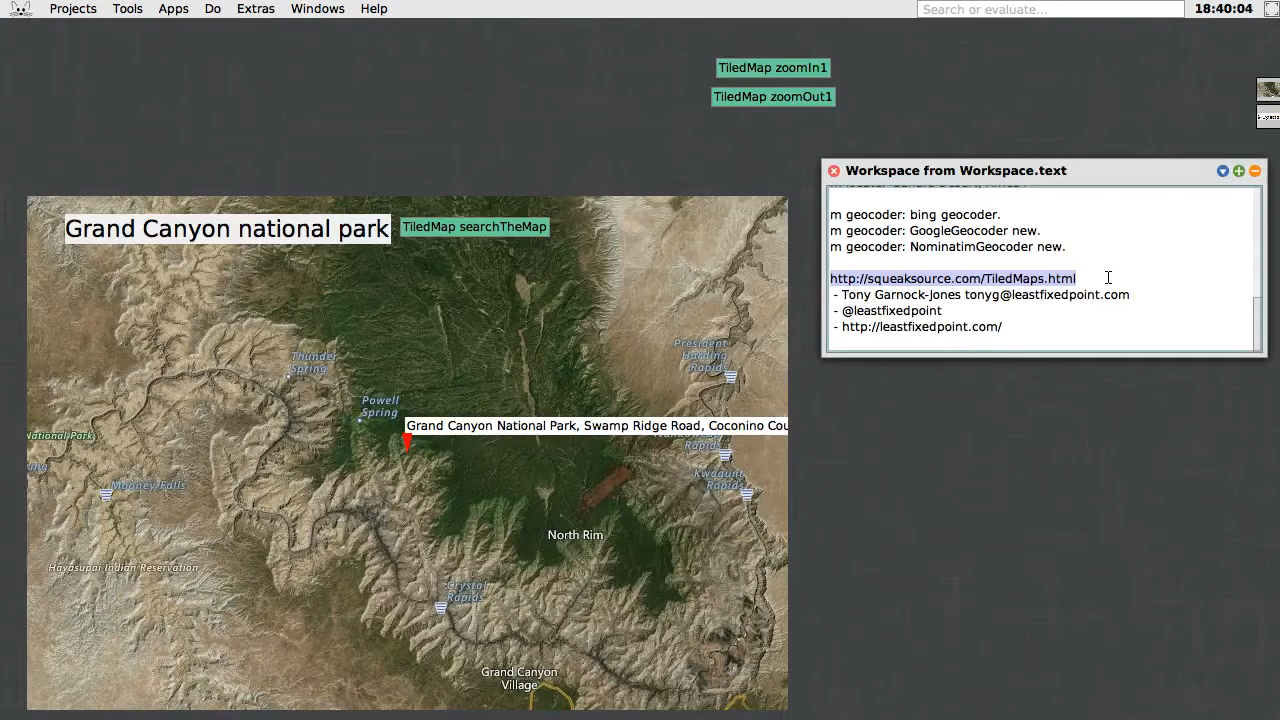 Projects Tools Apps Do Extras Windows Help Search or evaluate... 18:40:04
TiledMap zoomIn1
TiledMap zoomOut1
Workspace from Workspace.text
m geocoder: bing geocoder.
m geocoder: GoogleGeocoder new.
m geocoder: NominatimGeocoder new.
http://squeaksource.com/TiledMaps.html
- Tony Garnock-Jones tonyg@leastfixedpoint.com
- @leastfixedpoint
- http://leastfixedpoint.com/
Grand Canyon national park
TiledMap searchTheMap
President
Harding
Rapids
Thunder
Spring
Powell
Spring
Grand Canyon National Park, Swamp Ridge Road, Coconino Cou
National Park
Rapids
Kwagunt
Rapids
Mooney Falls
North Rim
Havasupai Indian Reservation
Crystal
Rapids
Grand Canyon
Village